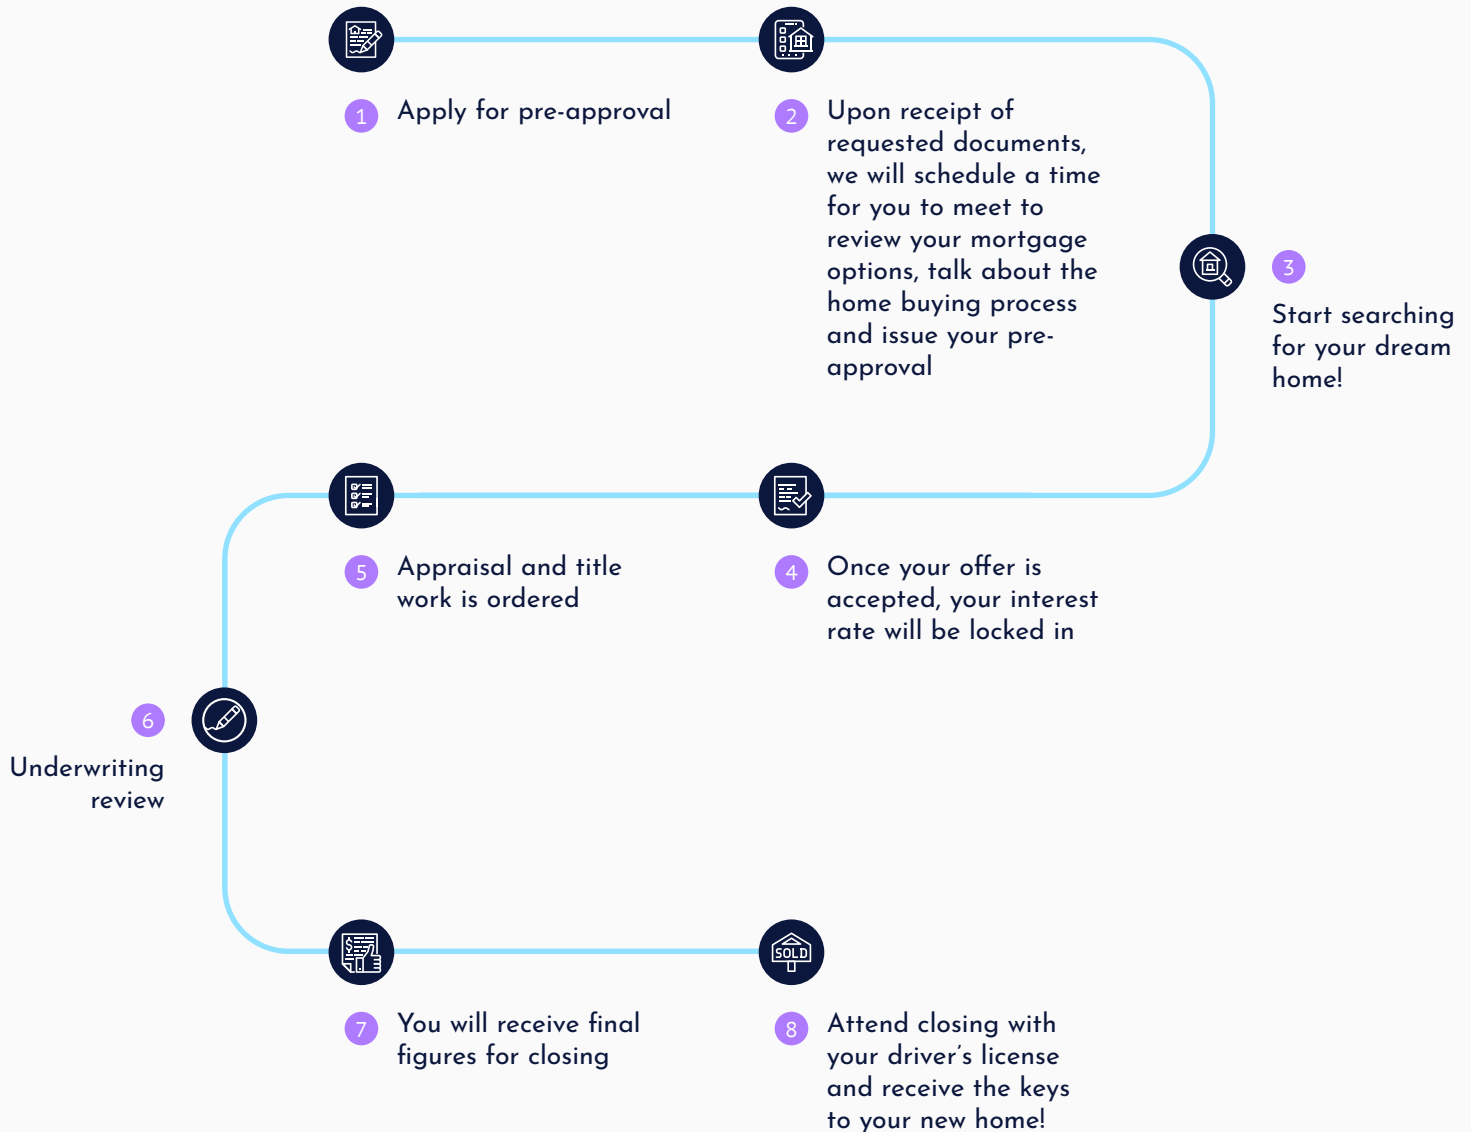 1
Apply for pre-approval
2
Upon receipt of
requested documents,
we will schedule a time
for you to meet to
review your mortgage
options, talk about the
home buying process
and issue your pre-
approval
3
Start searching
for your dream
home!
4
Once your offer is
accepted, your interest
rate will be locked in
5
Appraisal and title
work is ordered
6
Underwriting
review
7
You will receive final
figures for closing
$
8
SOLD
Attend closing with
your driver’s license
and receive the keys
to your new home!